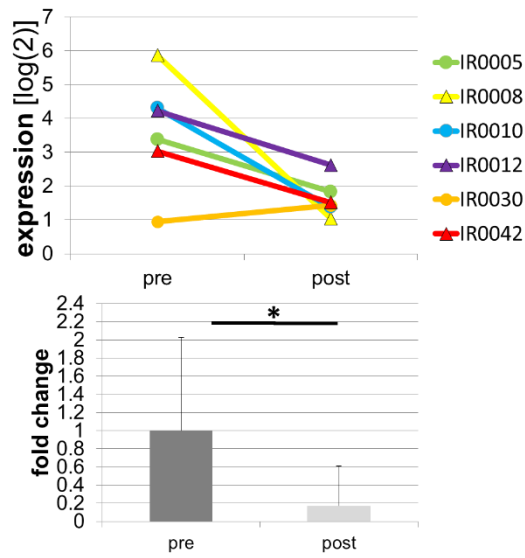 expression [log(2)]
7
6
5
4
3
2
1
0
pre post
IR0005
IR0008
IR0010
IR0012
IR0030
IR0042
fold change
2.4
2.2
2
1.8
1.6
1.4
1.2
1
0.8
0.6
0.4
0.2
0
*
pre post